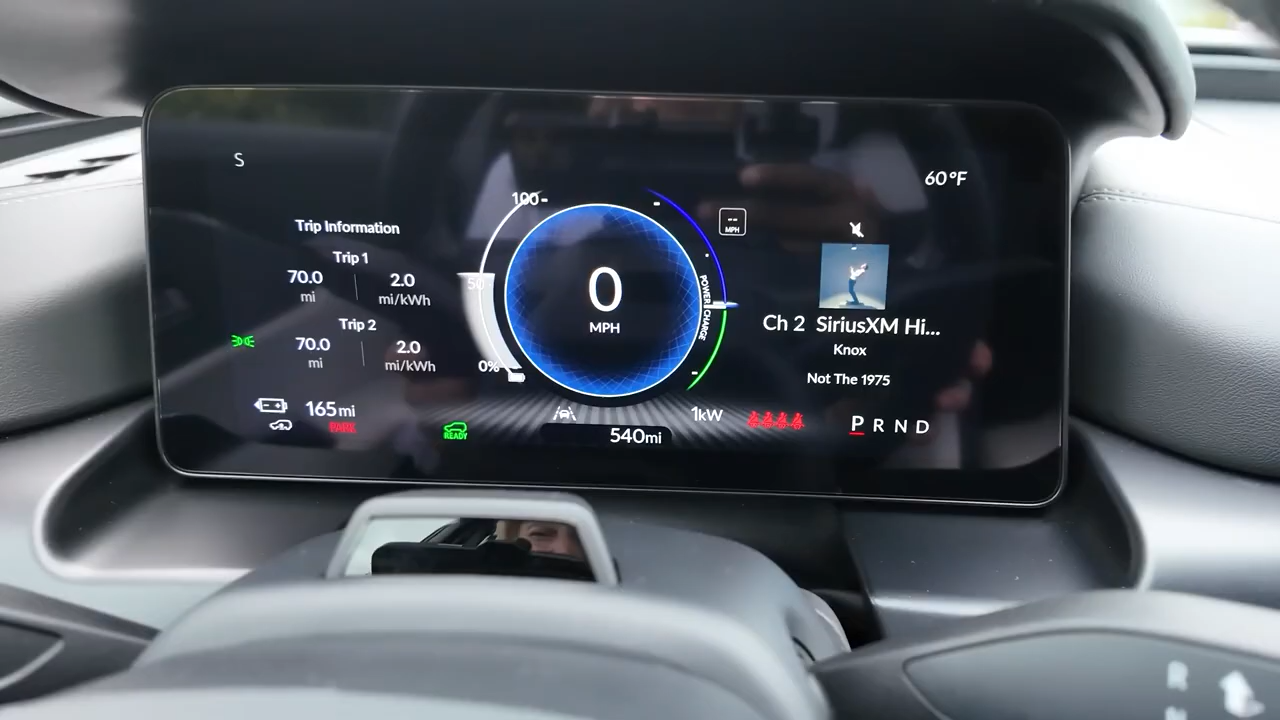 S
60°F
Trip Information
Trip 1
70.0 mi
2.0 mi/kWh
Trip 2
70.0 mi
2.0 mi/kWh
165mi
PARK
READY
100
50
0%
0
MPH
POWER CHARGE
1kW
540mi
--
MPH
Ch 2 SiriusXM Hi...
Knox
Not The 1975
P R N D
R
N